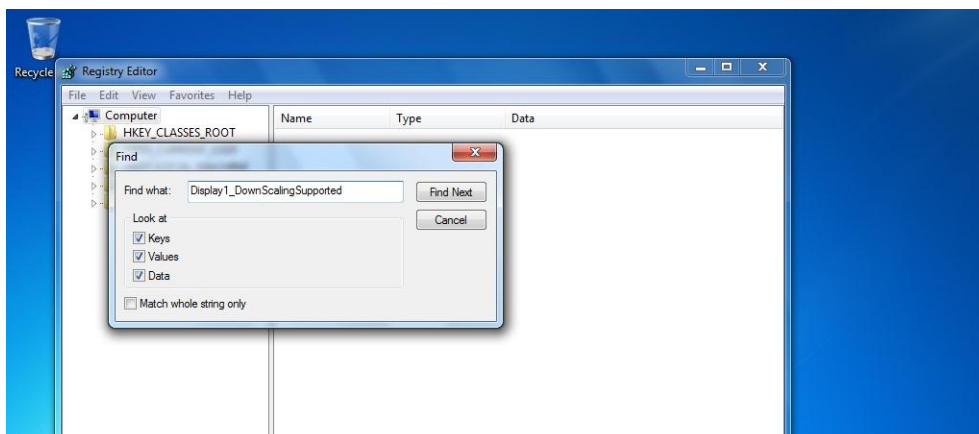 Recycle
Registry Editor
File Edit View Favorites Help
Computer
Name Type Data
HKEY_CLASSES_ROOT
Find
Find what: Display1_DownScalingSupported Find Next
Look at Cancel
Keys
Values
Data
Match whole string only